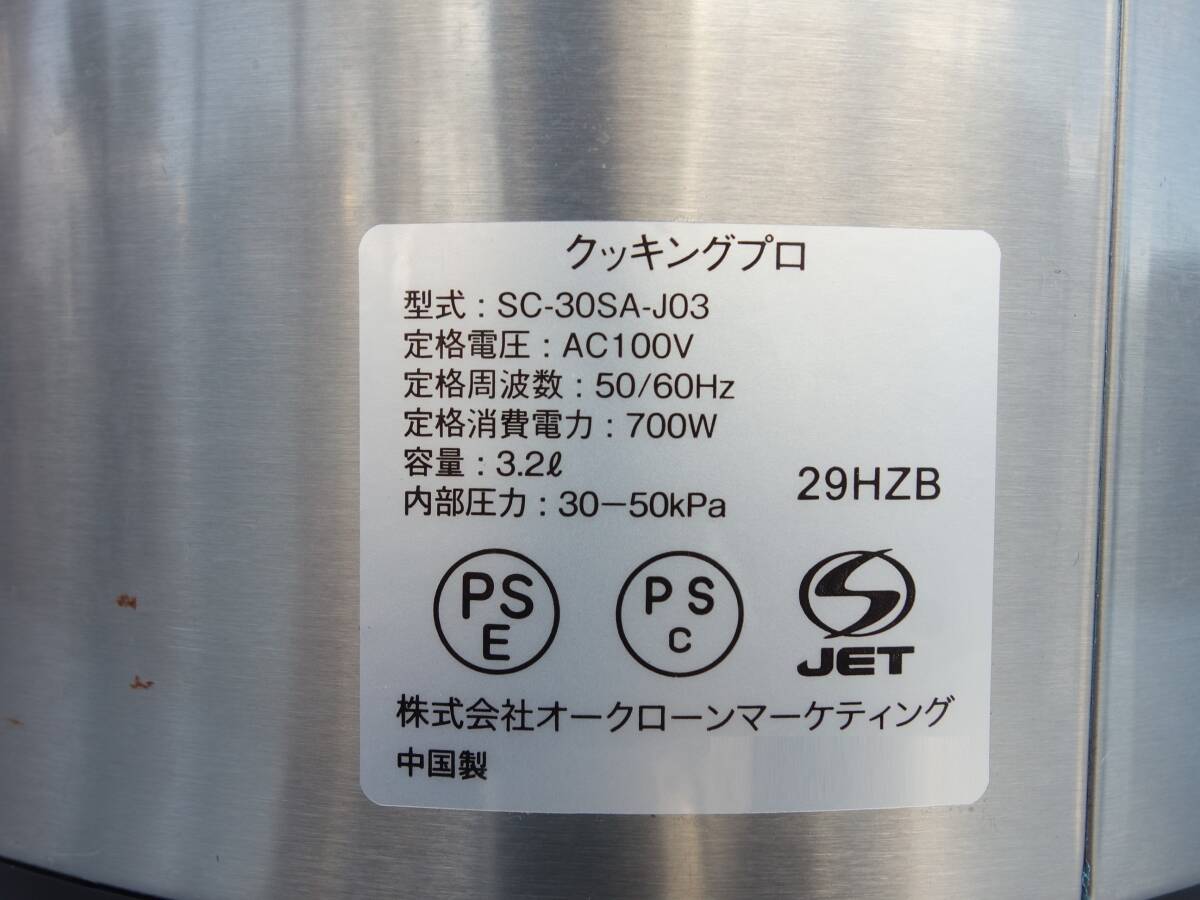 クッキングプロ
型式 : SC-30SA-J03
定格電圧 : AC100V
定格周波数 : 50/60Hz
定格消費電力 : 700W
容量 : 3.2ℓ
内部圧力 : 30−50kPa
29HZB
PS E
PS C
JET
株式会社オークローンマーケティング
中国製